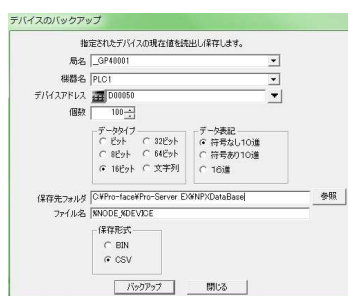 デバイスのバックアップ
指定されたデバイスの現在値を読出し保存します。
局名 _GP40001
機器名 PLC1
デバイスアドレス D00050
個数 100
データタイプ
ビット 32ビット
8ビット 64ビット
16ビット 文字列
データ表記
符号なし10進
符号あり10進
16進
保存先フォルダ C:¥Pro-face¥Pro-Server EX¥NPXDataBase¥ 参照
ファイル名 %NODE_%DEVICE
保存形式
BIN
CSV
バックアップ 閉じる